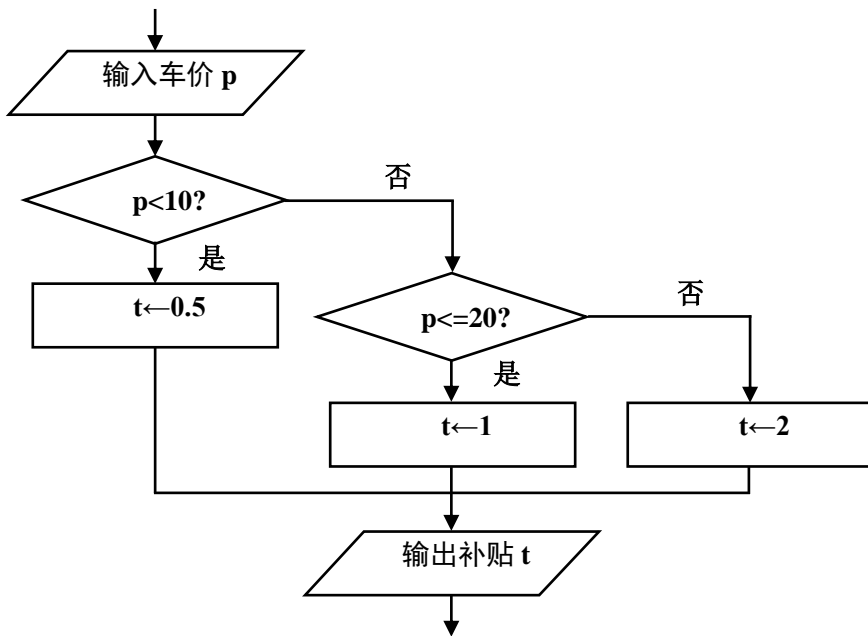 输入车价 p
p<10?
否
是
t←0.5
p<=20?
否
是
t←1
t←2
输出补贴 t